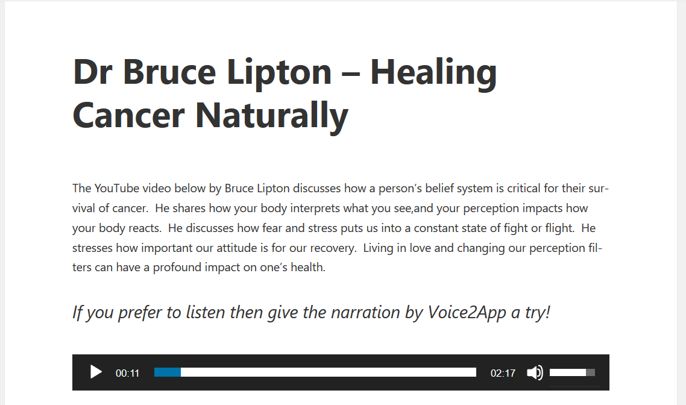 Dr Bruce Lipton – Healing
Cancer Naturally
The YouTube video below by Bruce Lipton discusses how a person's belief system is critical for their sur-
vival of cancer.  He shares how your body interprets what you see,and your perception impacts how
your body reacts.  He discusses how fear and stress puts us into a constant state of fight or flight.  He
stresses how important our attitude is for our recovery.  Living in love and changing our perception fil-
ters can have a profound impact on one's health.
If you prefer to listen then give the narration by Voice2App a try!
00:11 02:17